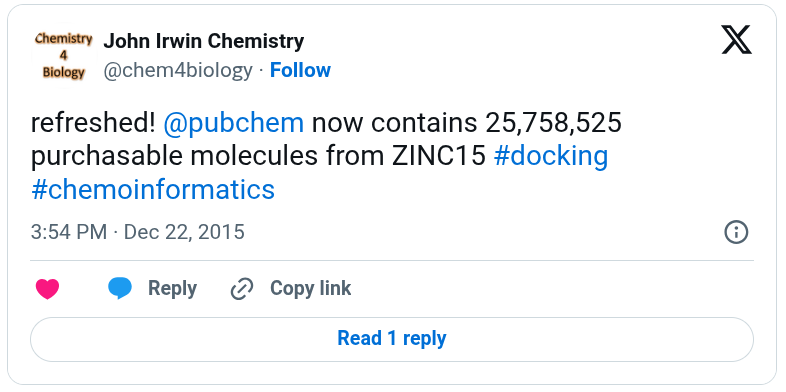 Chemistry
4
Biology
John Irwin Chemistry
@chem4biology · Follow
refreshed! @pubchem now contains 25,758,525
purchasable molecules from ZINC15 #docking
#chemoinformatics
3:54 PM · Dec 22, 2015
Reply
Copy link
Read 1 reply